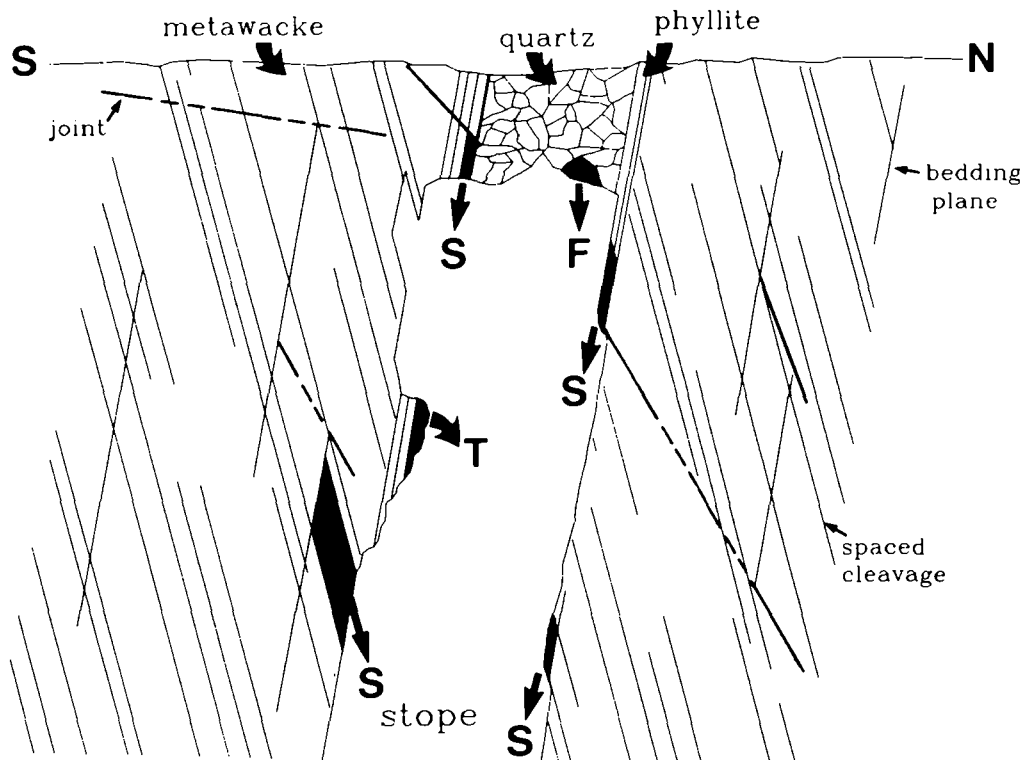 metawacke
quartz
phyllite
S
N
joint
bedding
plane
S
F
S
T
spaced
cleavage
S
stope
S